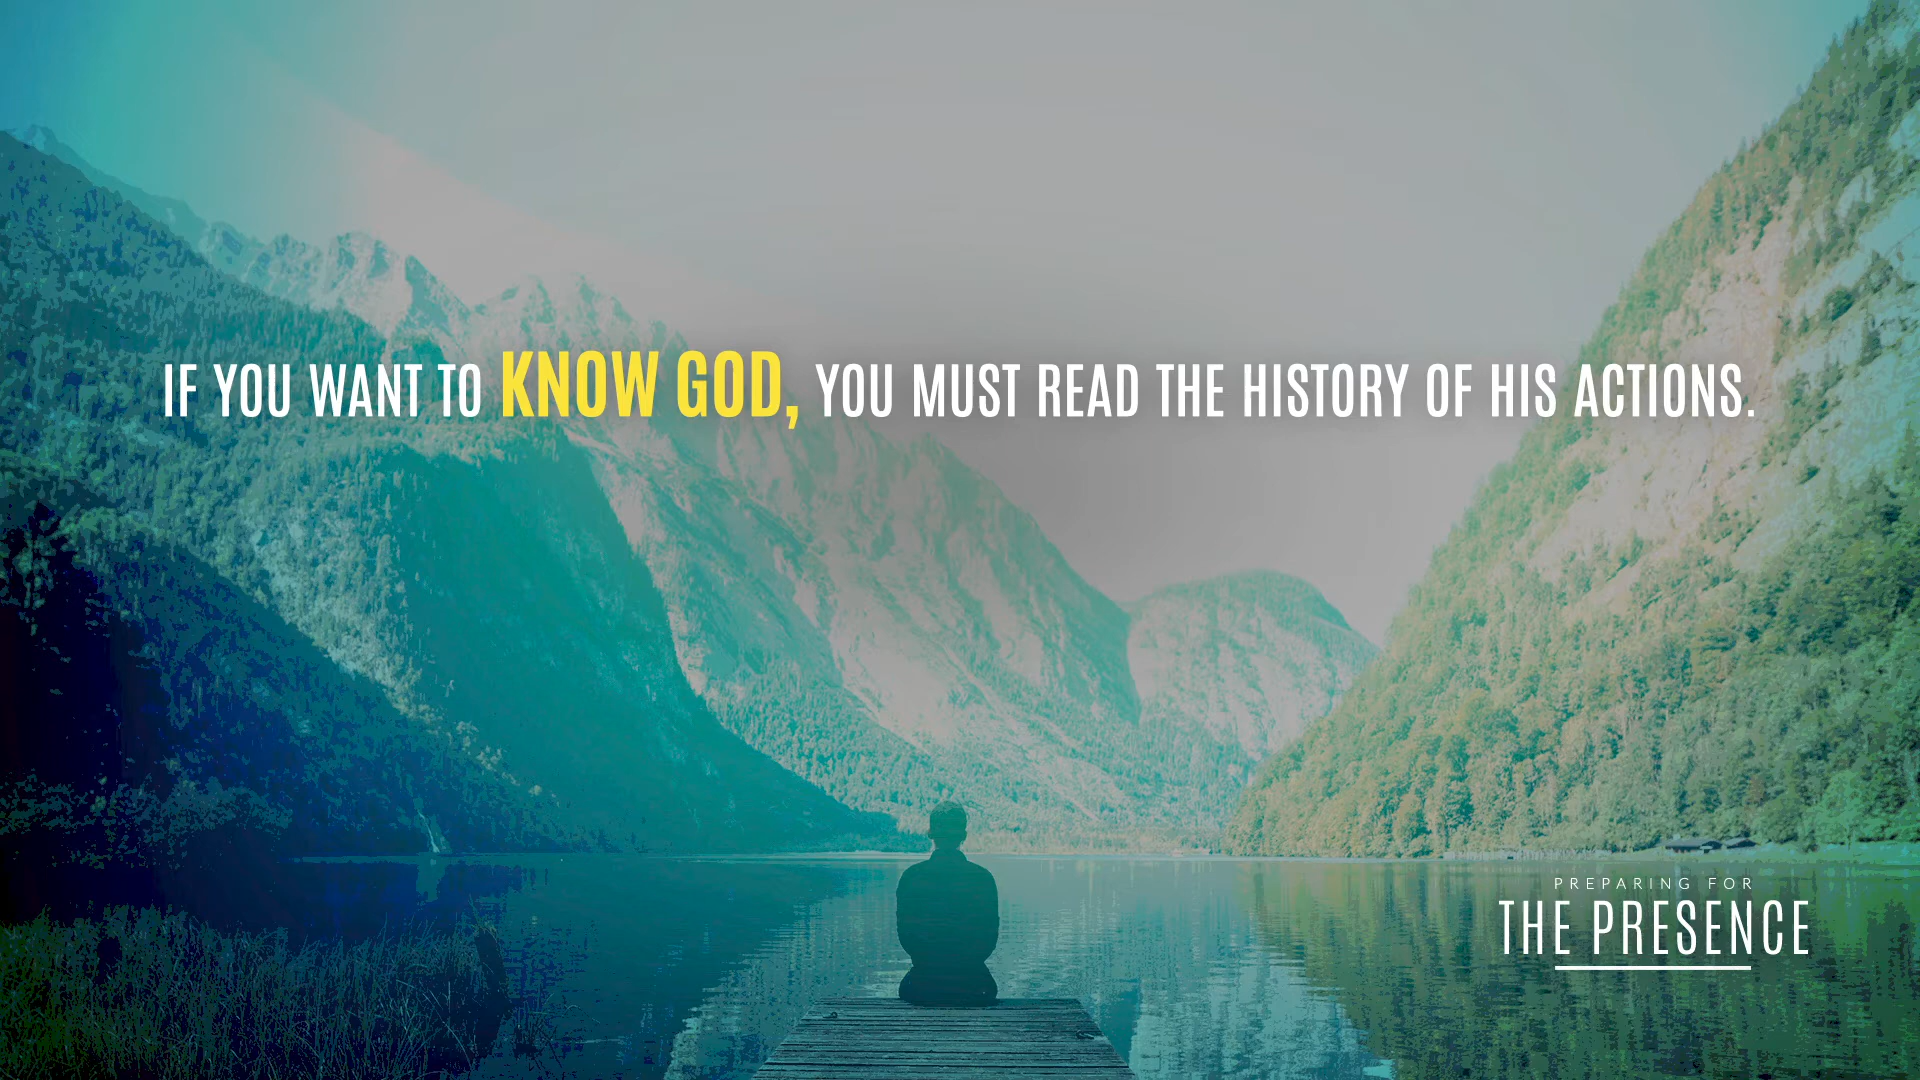 IF YOU WANT TO KNOW GOD, YOU MUST READ THE HISTORY OF HIS ACTIONS.
PREPARING FOR
THE PRESENCE